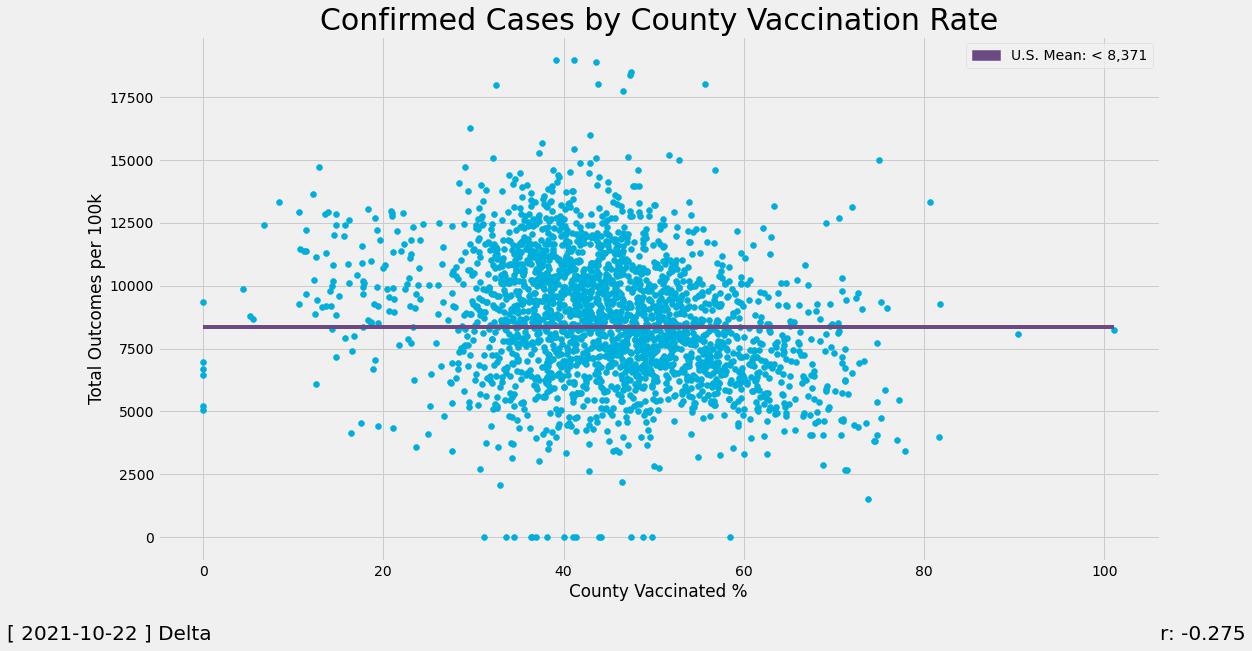 Confirmed Cases by County Vaccination Rate
U.S. Mean: < 8,371
17500
15000
12500
10000
7500
5000
2500
0
Total Outcomes per 100k
0 20 40 60 80 100
County Vaccinated %
[ 2021-10-22 ] Delta
r: -0.275